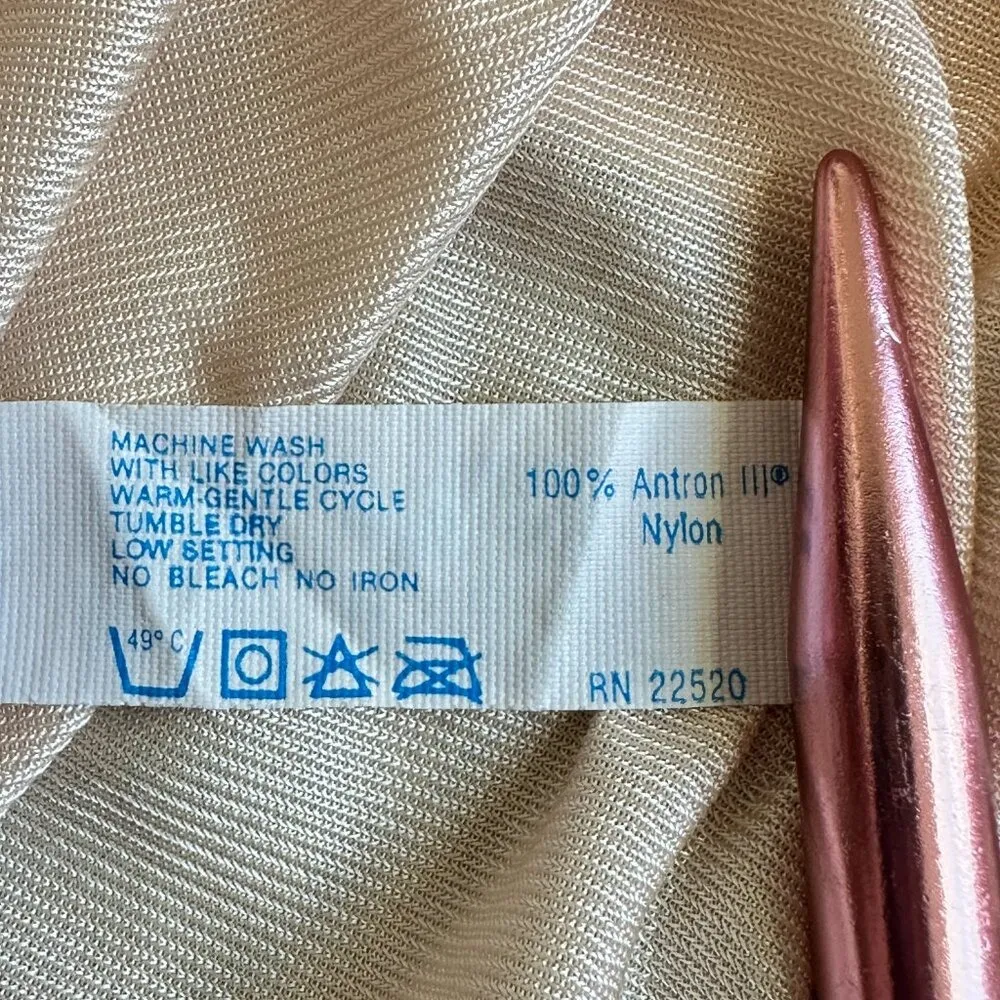 MACHINE WASH
WITH LIKE COLORS
WARM-GENTLE CYCLE
TUMBLE DRY
LOW SETTING
NO BLEACH NO IRON
49° C
100% Antron III®
Nylon
RN 22520